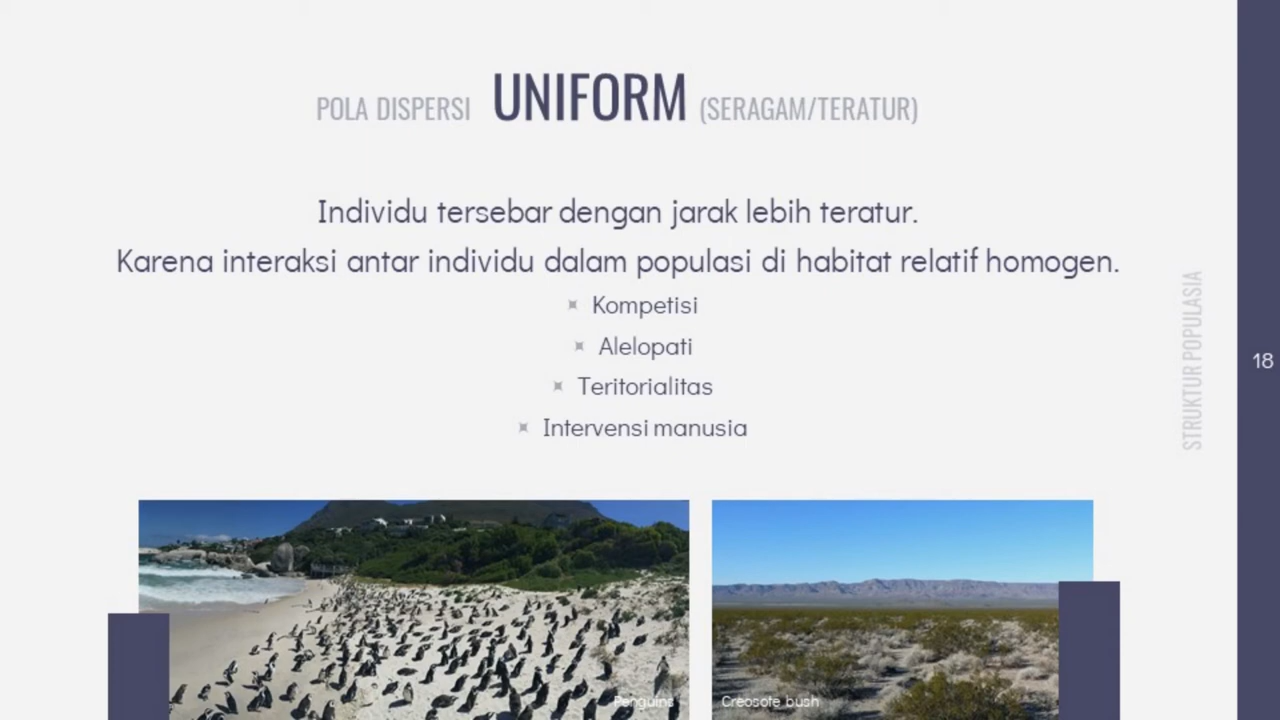 POLA DISPERSI UNIFORM (SERAGAM/TERATUR)
Individu tersebar dengan jarak lebih teratur.
Karena interaksi antar individu dalam populasi di habitat relatif homogen.
Kompetisi
Alelopati
Teritorialitas
Intervensi manusia
STRUKTUR POPULASIA
18
Penguins
Creosote bush